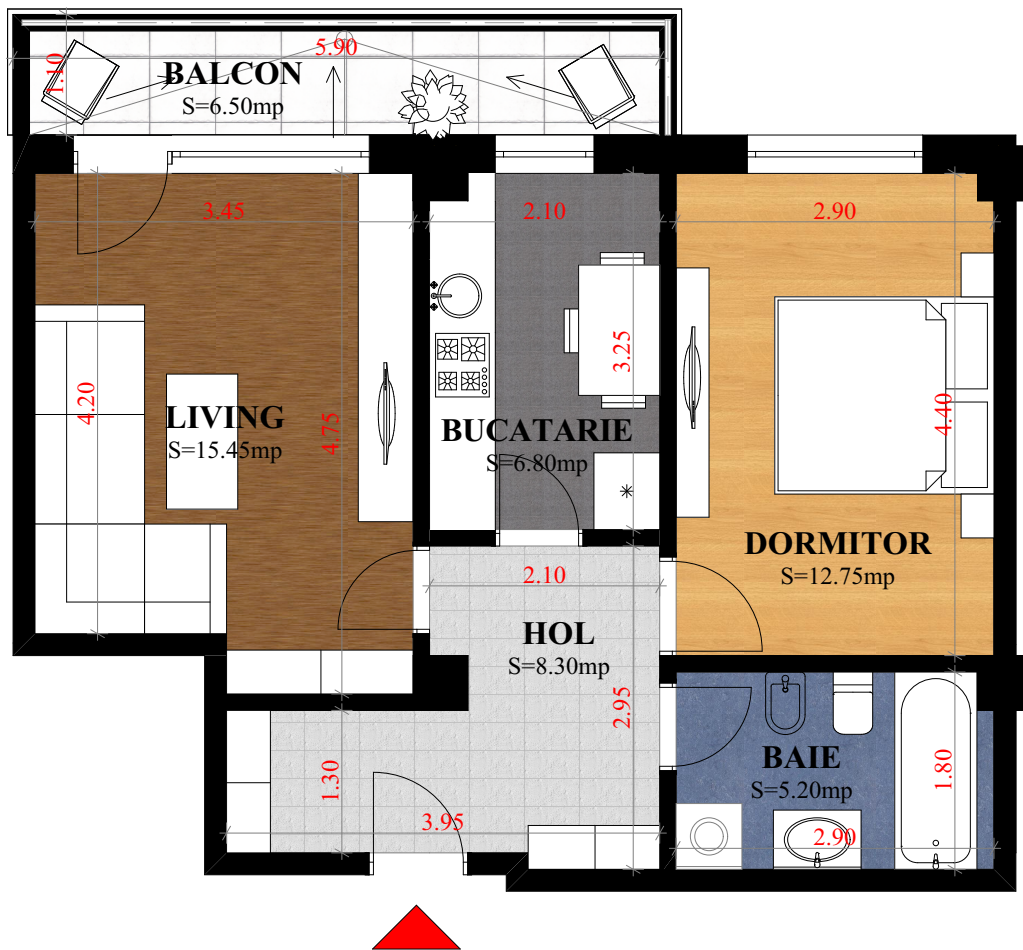 5.90
1.10
BALCON
S=6.50mp
3.45
2.10
2.90
3.25
4.20
LIVING
S=15.45mp
4.75
BUCATARIE
S=6.80mp
4.40
DORMITOR
S=12.75mp
2.10
HOL
S=8.30mp
2.95
BAIE
S=5.20mp
1.80
1.30
3.95
2.90